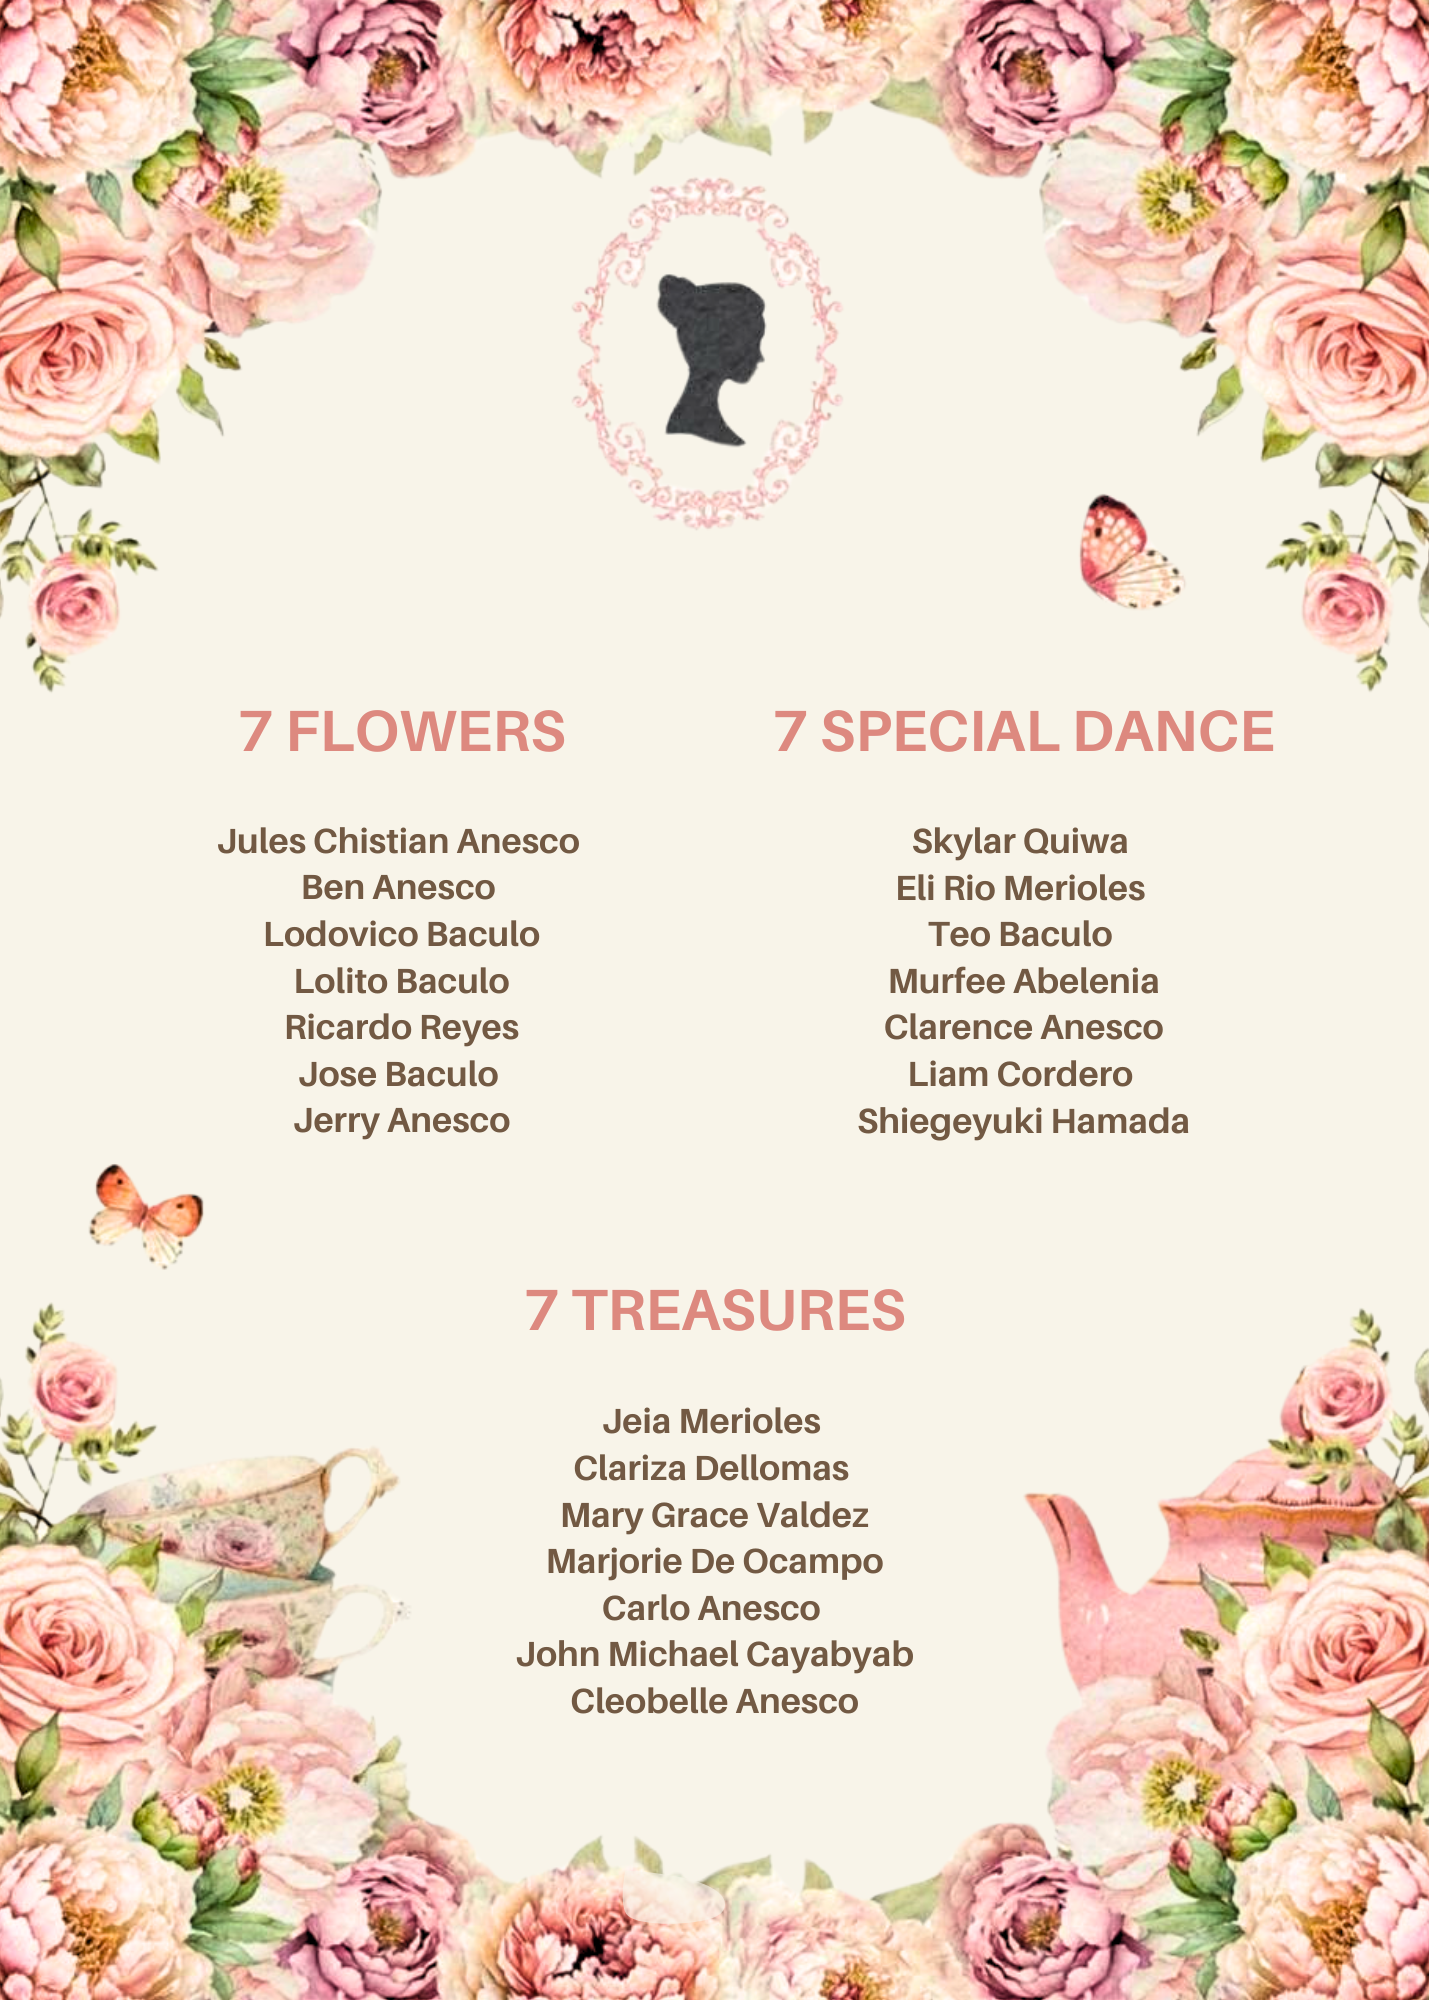 7 FLOWERS
Jules Chistian Anesco
Ben Anesco
Lodovico Baculo
Lolito Baculo
Ricardo Reyes
Jose Baculo
Jerry Anesco
7 SPECIAL DANCE
Skylar Quiwa
Eli Rio Merioles
Teo Baculo
Murfee Abelenia
Clarence Anesco
Liam Cordero
Shiegeyuki Hamada
7 TREASURES
Jeia Merioles
Clariza Dellomas
Mary Grace Valdez
Marjorie De Ocampo
Carlo Anesco
John Michael Cayabyab
Cleobelle Anesco